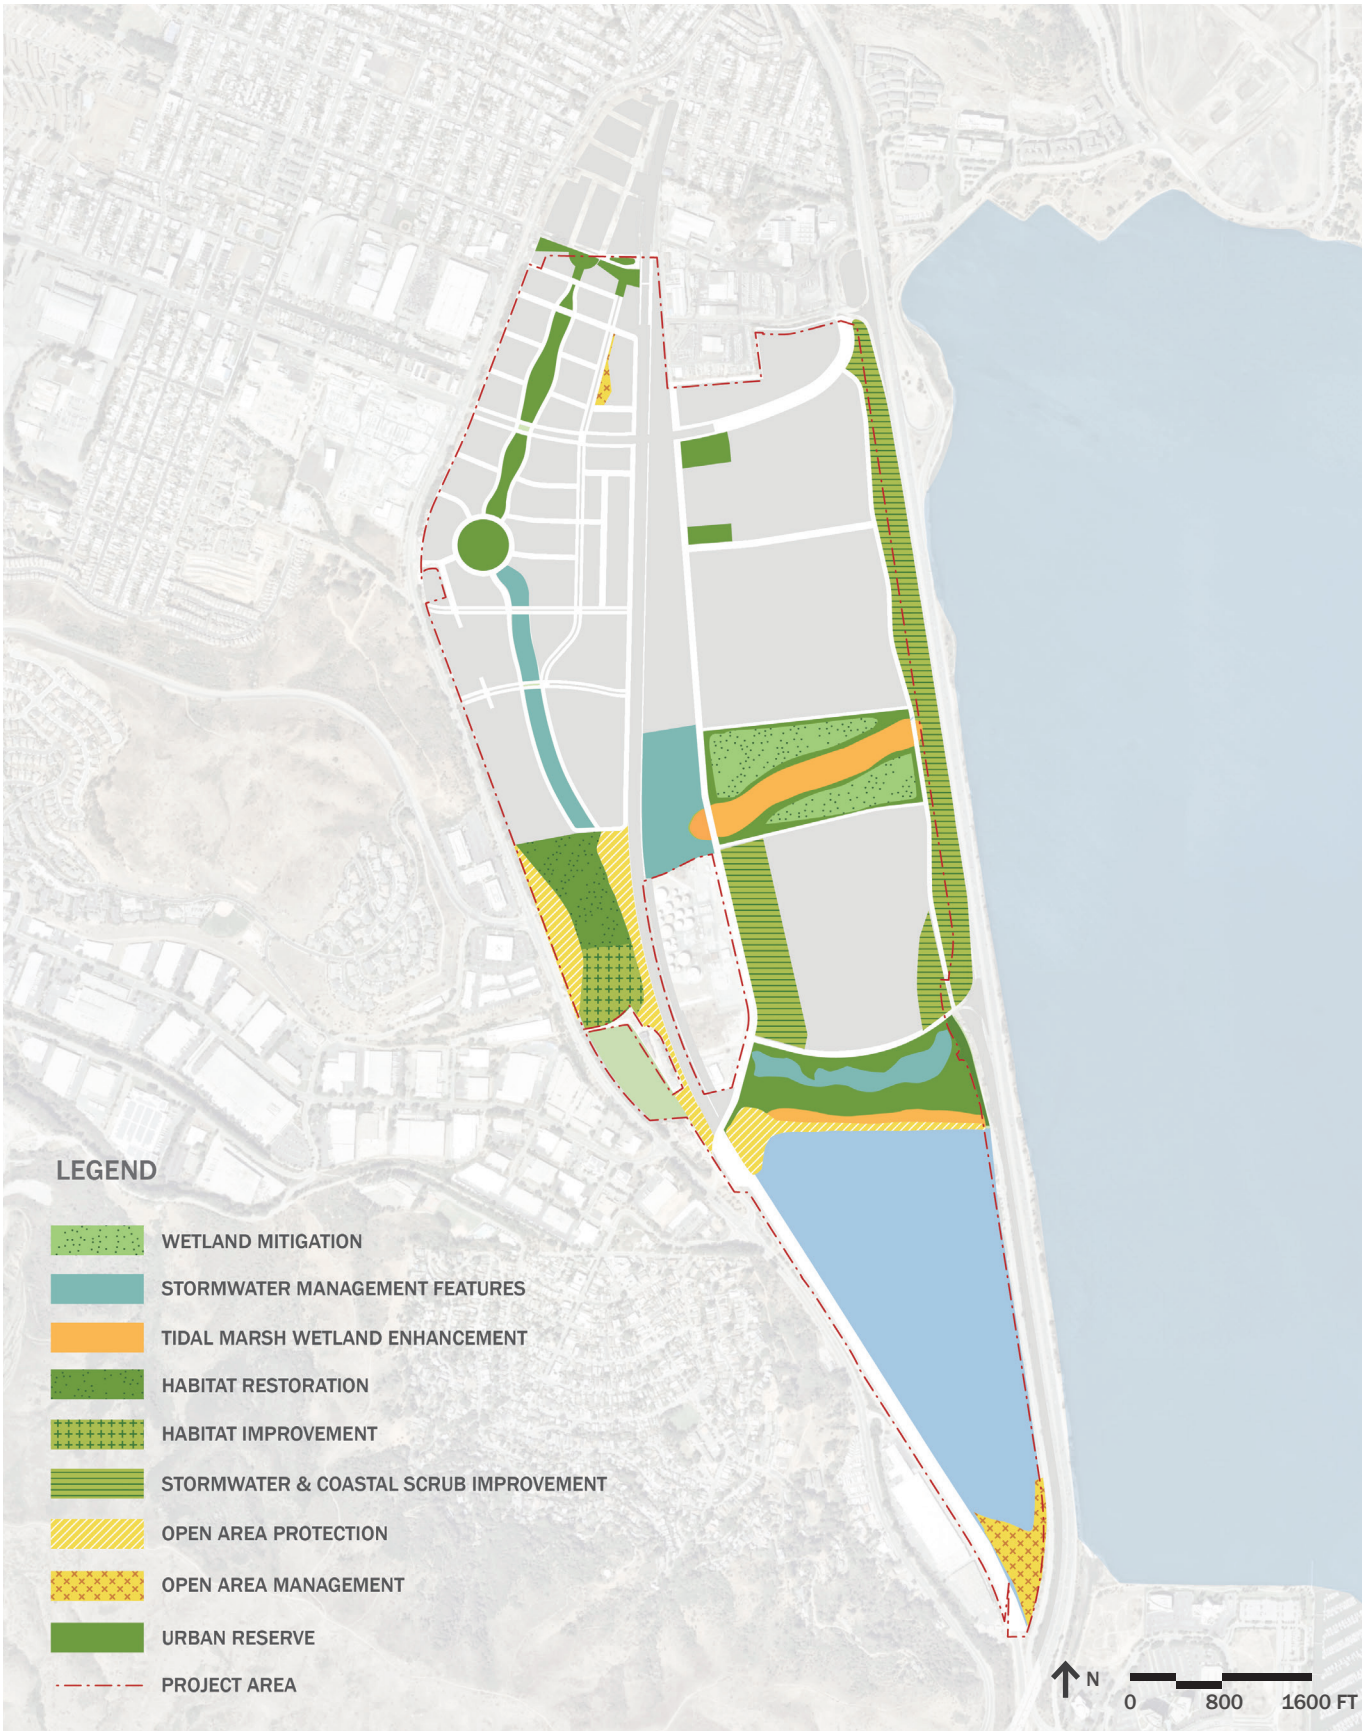 LEGEND
WETLAND MITIGATION
STORMWATER MANAGEMENT FEATURES
TIDAL MARSH WETLAND ENHANCEMENT
HABITAT RESTORATION
HABITAT IMPROVEMENT
STORMWATER & COASTAL SCRUB IMPROVEMENT
OPEN AREA PROTECTION
OPEN AREA MANAGEMENT
URBAN RESERVE
PROJECT AREA
N
0 800 1600 FT